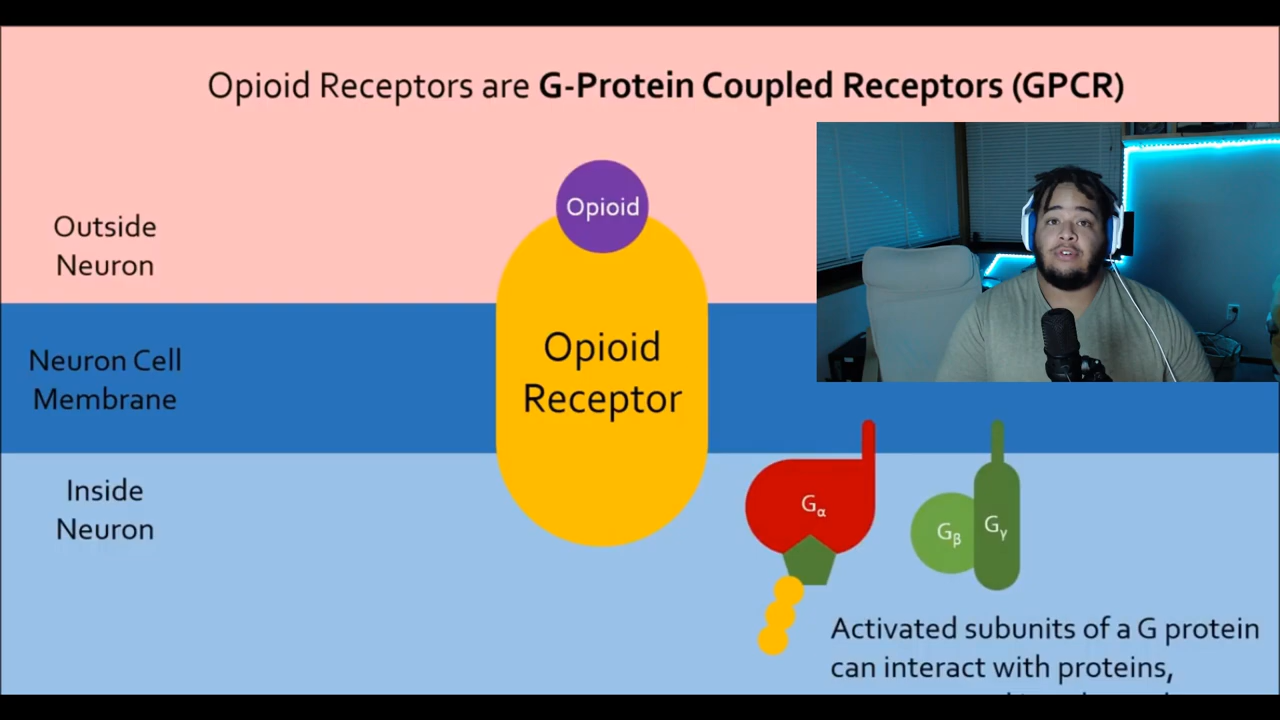 Opioid Receptors are G-Protein Coupled Receptors (GPCR)
Outside
Neuron
Opioid
Neuron Cell
Membrane
Opioid
Receptor
Inside
Neuron
Gα
Gβ
Gγ
Activated subunits of a G protein
can interact with proteins,